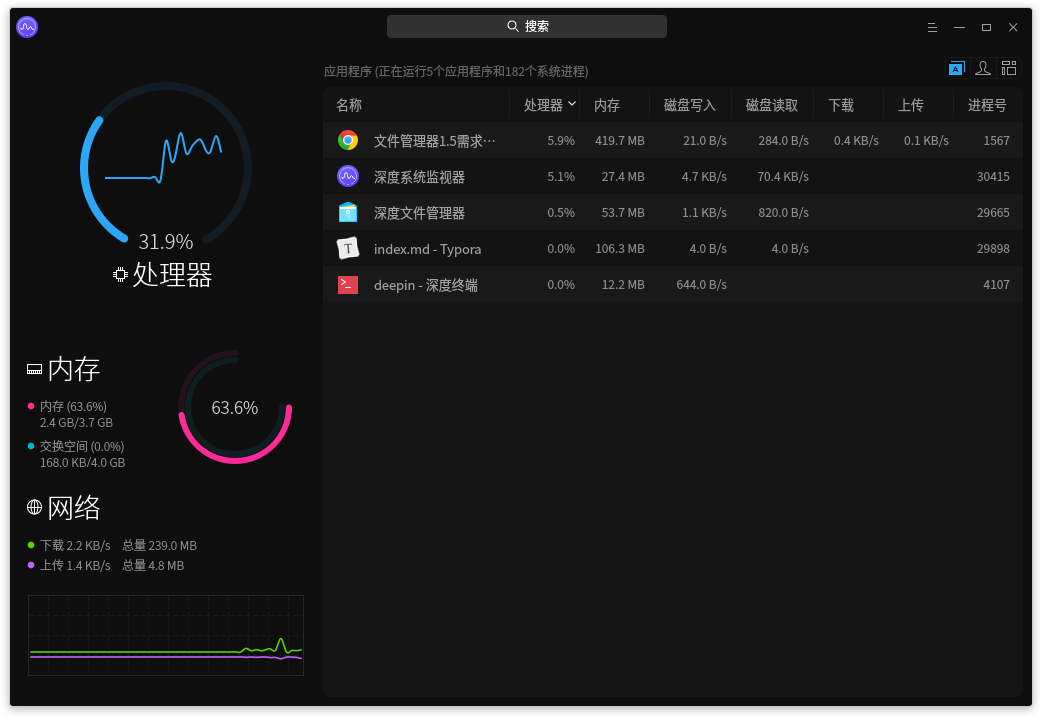 搜索
31.9%
处理器
内存
内存 (63.6%)
2.4 GB/3.7 GB
交换空间 (0.0%)
168.0 KB/4.0 GB
63.6%
网络
下载 2.2 KB/s 总量 239.0 MB
上传 1.4 KB/s 总量 4.8 MB
应用程序 (正在运行5个应用程序和182个系统进程)
A
名称 处理器 内存 磁盘写入 磁盘读取 下载 上传 进程号
文件管理器1.5需求… 5.9% 419.7 MB 21.0 B/s 284.0 B/s 0.4 KB/s 0.1 KB/s 1567
深度系统监视器 5.1% 27.4 MB 4.7 KB/s 70.4 KB/s 30415
深度文件管理器 0.5% 53.7 MB 1.1 KB/s 820.0 B/s 29665
T index.md - Typora 0.0% 106.3 MB 4.0 B/s 4.0 B/s 29898
>_ deepin - 深度终端 0.0% 12.2 MB 644.0 B/s 4107